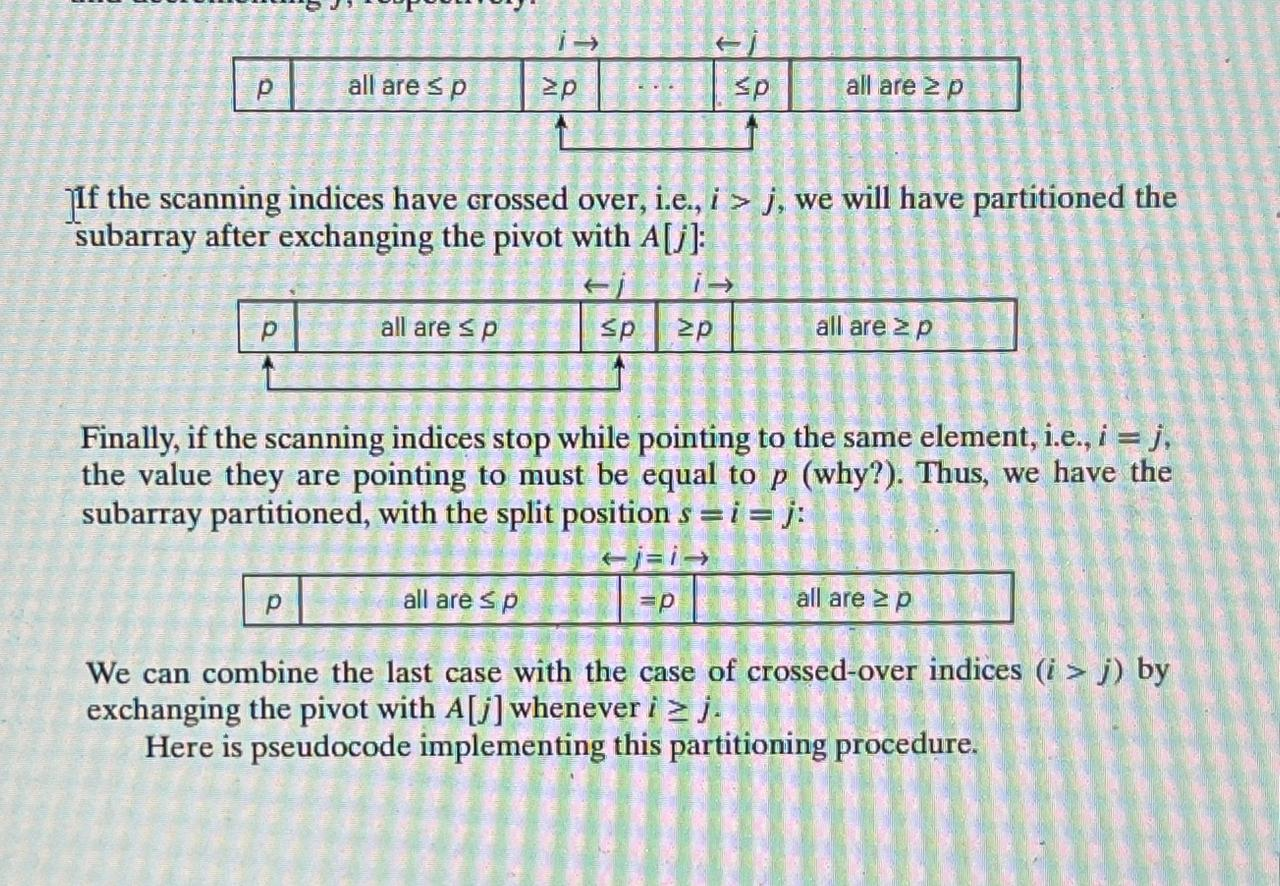 and decrementing j, respectively.
i → ← j
p all are ≤ p ≥p · · · ≤p all are ≥ p
If the scanning indices have crossed over, i.e., i > j, we will have partitioned the
subarray after exchanging the pivot with A[j]:
← j i →
p all are ≤ p ≤p ≥p all are ≥ p
Finally, if the scanning indices stop while pointing to the same element, i.e., i = j,
the value they are pointing to must be equal to p (why?). Thus, we have the
subarray partitioned, with the split position s = i = j:
← j = i →
p all are ≤ p =p all are ≥ p
We can combine the last case with the case of crossed-over indices (i > j) by
exchanging the pivot with A[j] whenever i ≥ j.
Here is pseudocode implementing this partitioning procedure.